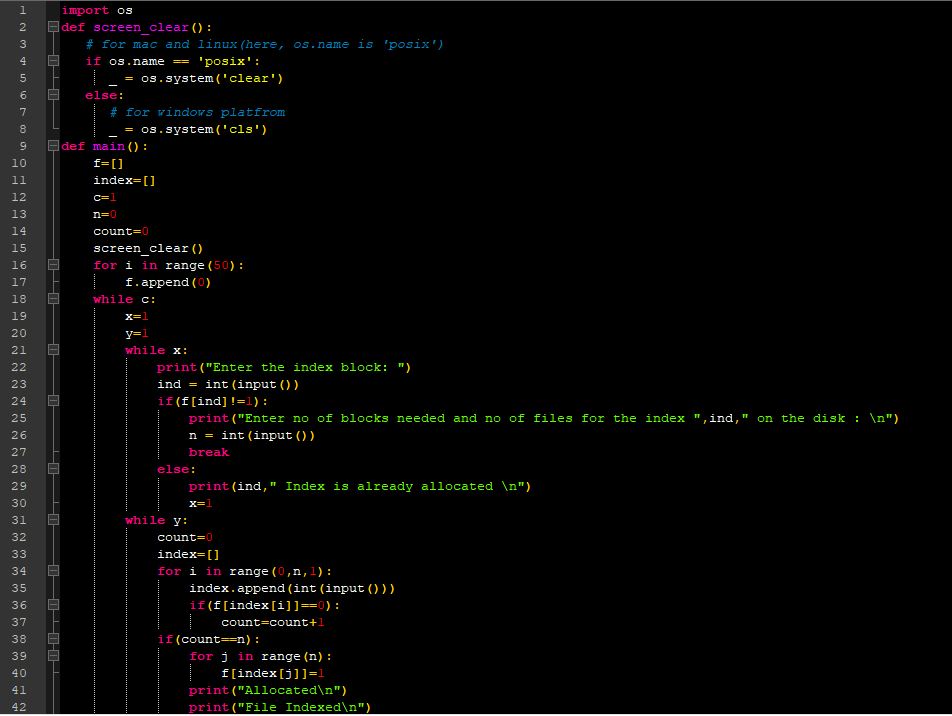 1 import os
2 def screen_clear():
3 # for mac and linux(here, os.name is 'posix')
4 if os.name == 'posix':
5 _ = os.system('clear')
6 else:
7 # for windows platfrom
8 _ = os.system('cls')
9 def main():
10 f=[]
11 index=[]
12 c=1
13 n=0
14 count=0
15 screen_clear()
16 for i in range(50):
17 f.append(0)
18 while c:
19 x=1
20 y=1
21 while x:
22 print("Enter the index block: ")
23 ind = int(input())
24 if(f[ind]!=1):
25 print("Enter no of blocks needed and no of files for the index ",ind," on the disk : \n")
26 n = int(input())
27 break
28 else:
29 print(ind," Index is already allocated \n")
30 x=1
31 while y:
32 count=0
33 index=[]
34 for i in range(0,n,1):
35 index.append(int(input()))
36 if(f[index[i]]==0):
37 count=count+1
38 if(count==n):
39 for j in range(n):
40 f[index[j]]=1
41 print("Allocated\n")
42 print("File Indexed\n")